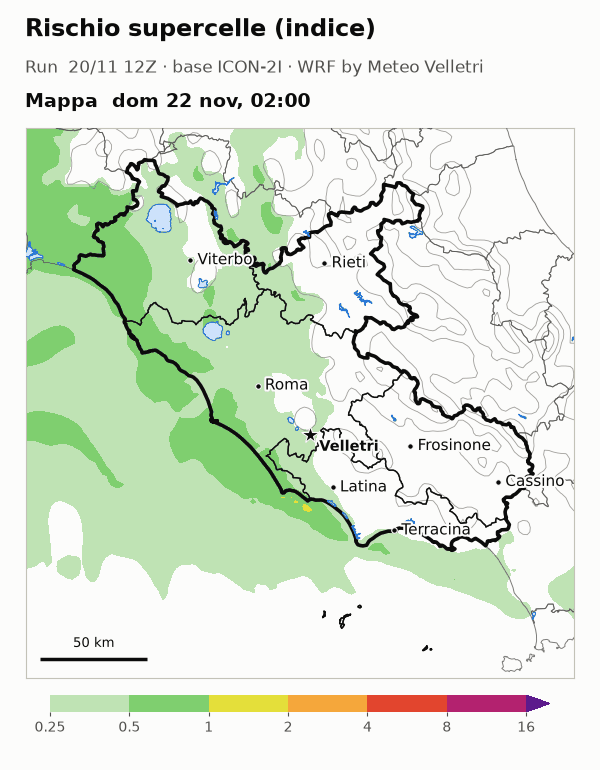 Rischio supercelle (indice)
Run  20/11 12Z · base ICON-2I · WRF by Meteo Velletri
Mappa  dom 22 nov, 02:00
Viterbo
Rieti
Roma
Velletri
Frosinone
Cassino
Latina
Terracina
50 km
0.25 0.5 1 2 4 8 16